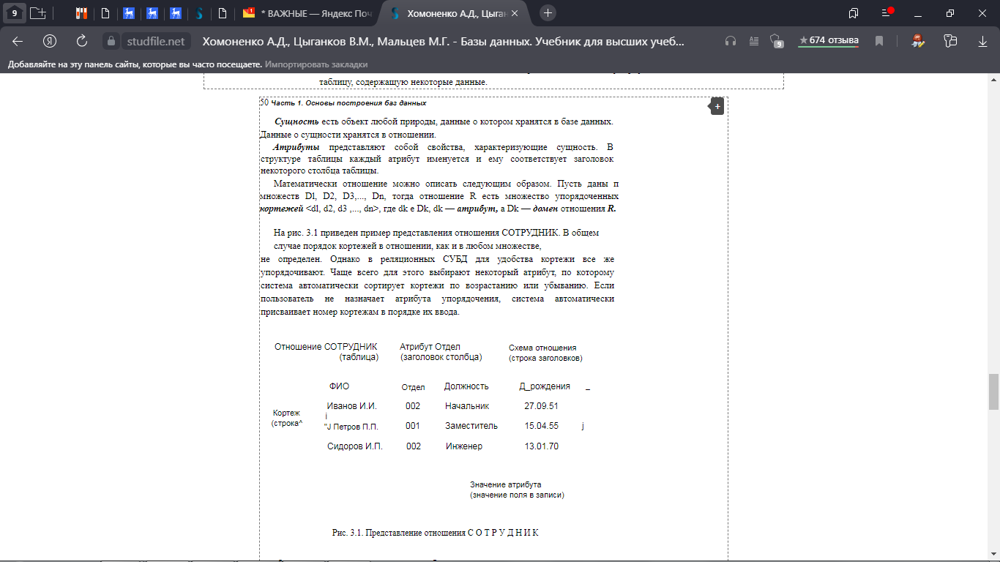 9
* ВАЖНЫЕ — Яндекс Поч
Хомоненко А.Д., Цыган
studfile.net
Хомоненко А.Д., Цыганков В.М., Мальцев М.Г. - Базы данных. Учебник для высших учеб...
9
★674 отзыва
Добавляйте на эту панель сайты, которые вы часто посещаете. Импортировать закладки
таблицу, содержащую некоторые данные.
50 Часть 1. Основы построения баз данных
+
Сущность есть объект любой природы, данные о котором хранятся в базе данных.
Данные о сущности хранятся в отношении.
Атрибуты представляют собой свойства, характеризующие сущность. В
структуре таблицы каждый атрибут именуется и ему соответствует заголовок
некоторого столбца таблицы.
Математически отношение можно описать следующим образом. Пусть даны п
множеств Dl, D2, D3,..., Dn, тогда отношение R есть множество упорядоченных
кортежей <dl, d2, d3 ,..., dn>, где dk е Dk, dk — атрибут, a Dk — домен отношения R.
На рис. 3.1 приведен пример представления отношения СОТРУДНИК. В общем
случае порядок кортежей в отношении, как и в любом множестве,
не определен. Однако в реляционных СУБД для удобства кортежи все же
упорядочивают. Чаще всего для этого выбирают некоторый атрибут, по которому
система автоматически сортирует кортежи по возрастанию или убыванию. Если
пользователь не назначает атрибута упорядочения, система автоматически
присваивает номер кортежам в порядке их ввода.
Отношение СОТРУДНИК Атрибут Отдел Схема отношения
(таблица) (заголовок столбца) (строка заголовков)
ФИО Отдел Должность Д_рождения _
Иванов И.И. 002 Начальник 27.09.51
Кортеж i
(строка^ "J Петров П.П. 001 Заместитель 15.04.55 j
Сидоров И.П. 002 Инженер 13.01.70
Значение атрибута
(значение поля в записи)
Рис. 3.1. Представление отношения С О Т Р У Д Н И К